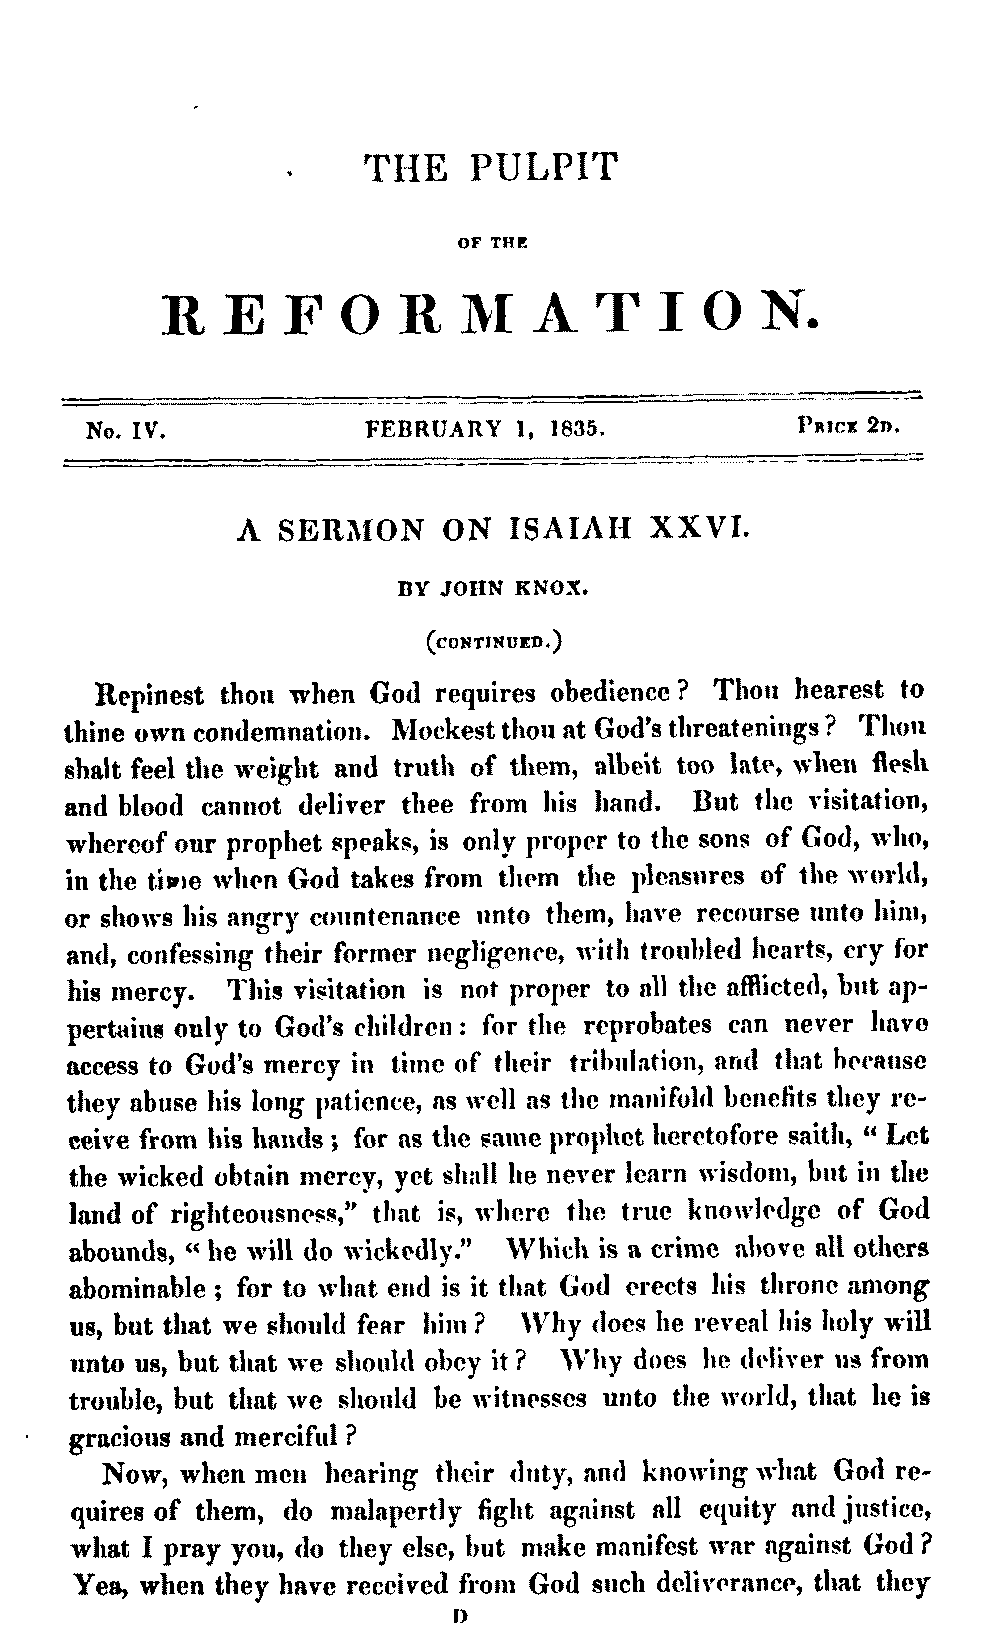 THE PULPIT
OF THE
REFORMATION.
No. IV. FEBRUARY 1, 1835. PRICE 2D.
A SERMON ON ISAIAH XXVI.
BY JOHN KNOX.
(CONTINUED.)
Repinest thou when God requires obedience? Thou hearest to
thine own condemnation. Mockest thou at God's threatenings? Thou
shalt feel the weight and truth of them, albeit too late, when flesh
and blood cannot deliver thee from his hand. But the visitation,
whereof our prophet speaks, is only proper to the sons of God, who,
in the time when God takes from them the pleasures of the world,
or shows his angry countenance unto them, have recourse unto him,
and, confessing their former negligence, with troubled hearts, cry for
his mercy. This visitation is not proper to all the afflicted, but ap-
pertains only to God's children: for the reprobates can never have
access to God's mercy in time of their tribulation, and that because
they abuse his long patience, as well as the manifold benefits they re-
ceive from his hands; for as the same prophet heretofore saith, "Let
the wicked obtain mercy, yet shall he never learn wisdom, but in the
land of righteousness," that is, where the true knowledge of God
abounds, "he will do wickedly." Which is a crime above all others
abominable; for to what end is it that God erects his throne among
us, but that we should fear him? Why does he reveal his holy will
unto us, but that we should obey it? Why does he deliver us from
trouble, but that we should be witnesses unto the world, that he is
gracious and merciful?
Now, when men hearing their duty, and knowing what God re-
quires of them, do malapertly fight against all equity and justice,
what I pray you, do they else, but make manifest war against God?
Yea, when they have received from God such deliverance, that they
D